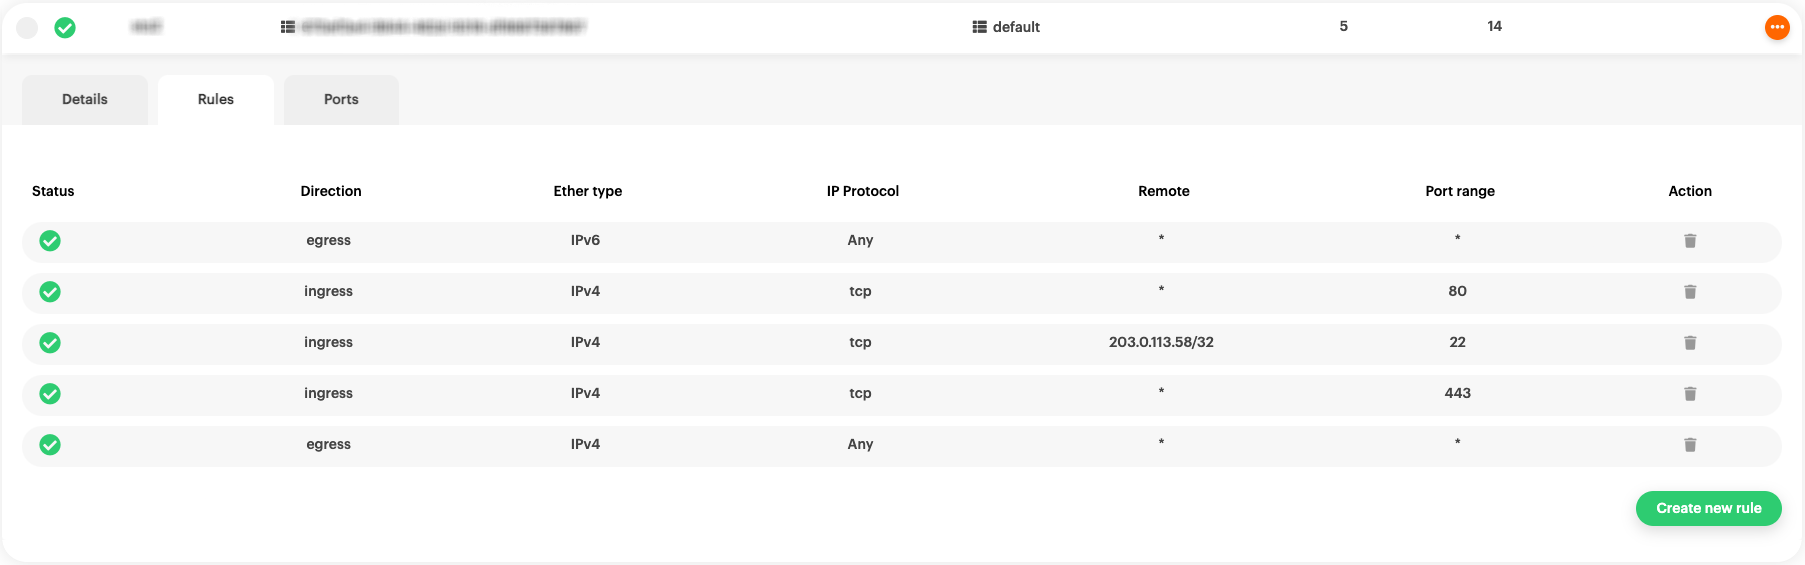 default 5 14
Details Rules Ports
Status Direction Ether type IP Protocol Remote Port range Action
egress IPv6 Any * *
ingress IPv4 tcp * 80
ingress IPv4 tcp 203.0.113.58/32 22
ingress IPv4 tcp * 443
egress IPv4 Any * *
Create new rule